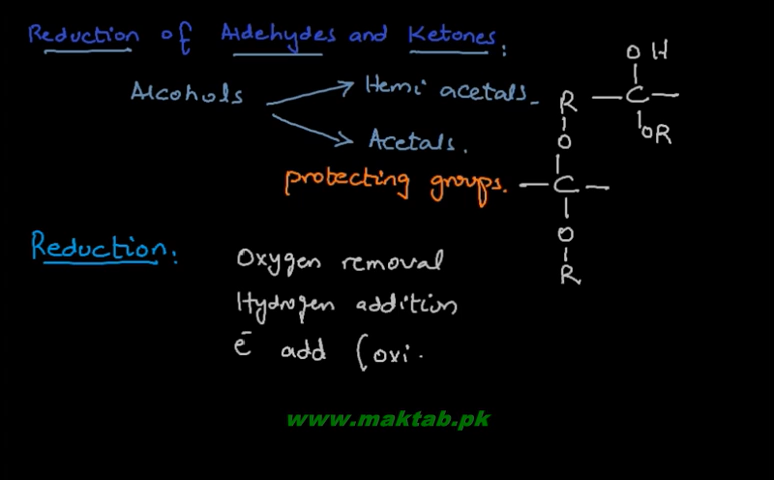 Reduction of Aldehydes and Ketones:
Alcohols
Hemi acetals
Acetals.
protecting groups.
OH
— C —
OR
R
O
— C —
O
R
Reduction:
Oxygen removal
Hydrogen addition
e⁻ add (oxi.
www.maktab.pk